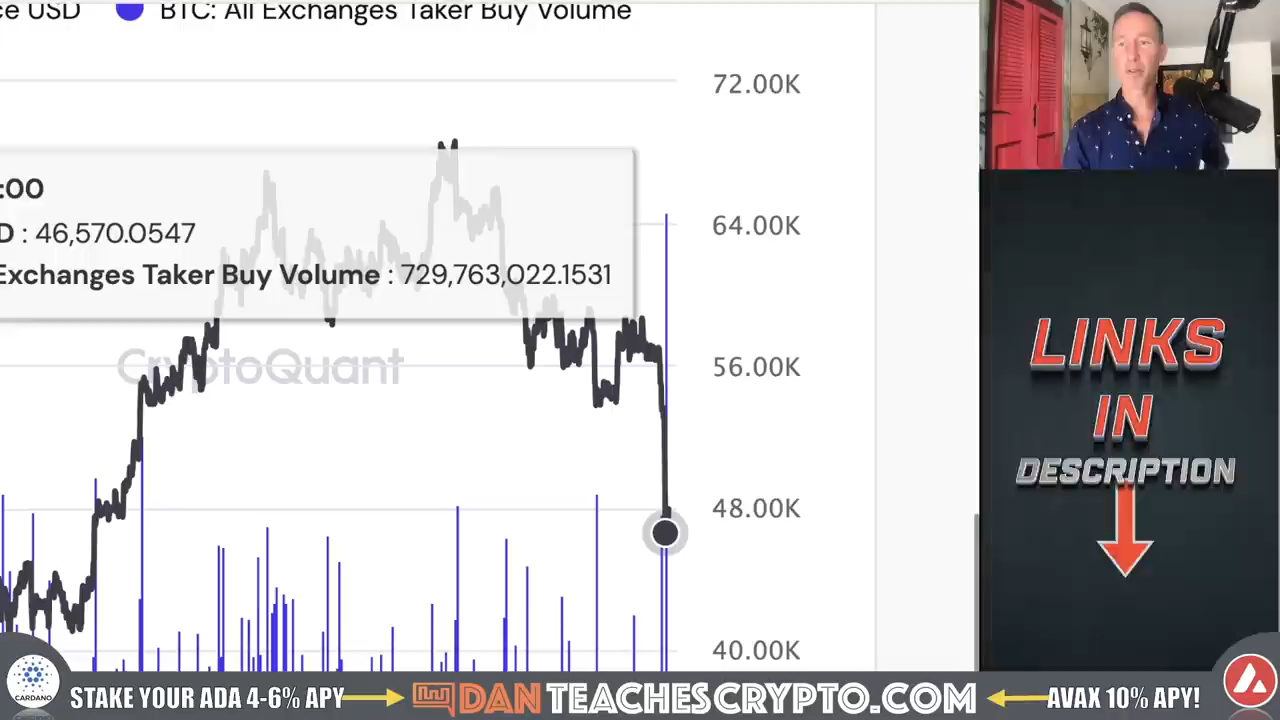 ce USD
BTC: All Exchanges Taker Buy Volume
72.00K
:00
D : 46,570.0547
64.00K
Exchanges Taker Buy Volume : 729,763,022.1531
CryptoQuant
56.00K
48.00K
40.00K
LINKS
IN
DESCRIPTION
CARDANO
STAKE YOUR ADA 4-6% APY
DANTEACHESCRYPTO.COM
AVAX 10% APY!